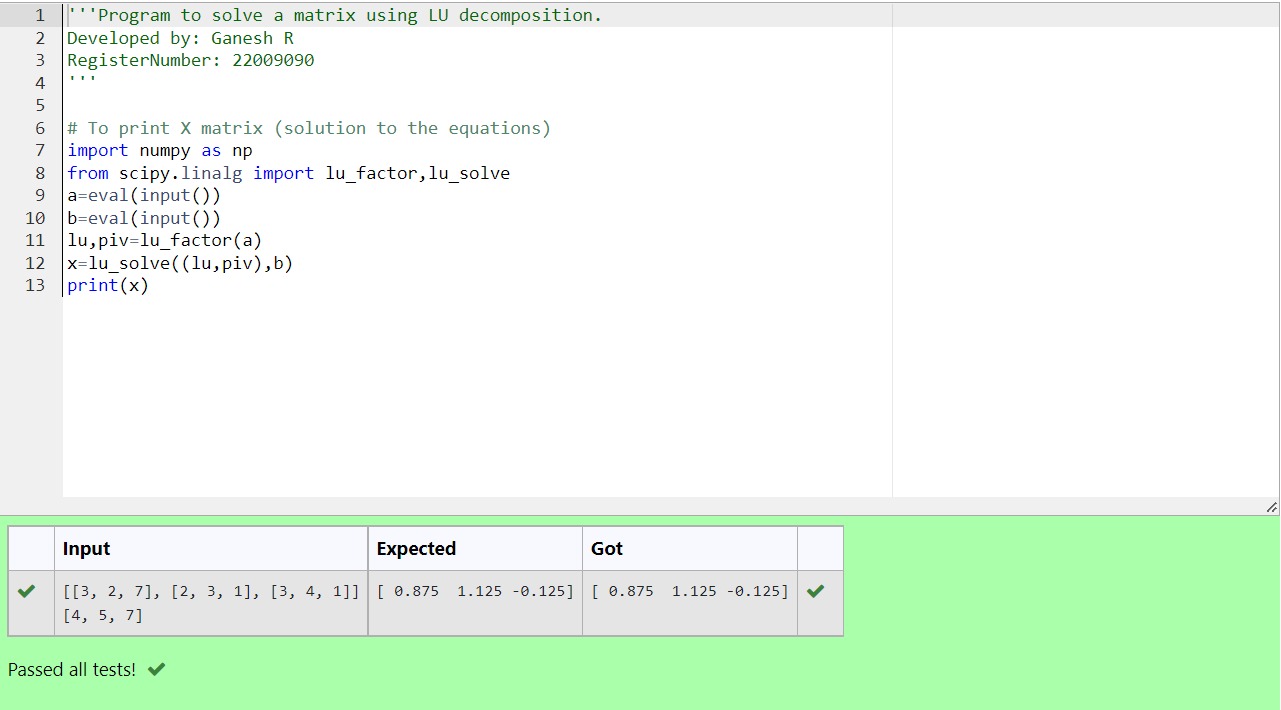 1 '''Program to solve a matrix using LU decomposition.
2 Developed by: Ganesh R
3 RegisterNumber: 22009090
4 '''
5
6 # To print X matrix (solution to the equations)
7 import numpy as np
8 from scipy.linalg import lu_factor,lu_solve
9 a=eval(input())
10 b=eval(input())
11 lu,piv=lu_factor(a)
12 x=lu_solve((lu,piv),b)
13 print(x)
Input Expected Got
[[3, 2, 7], [2, 3, 1], [3, 4, 1]] [ 0.875  1.125 -0.125] [ 0.875  1.125 -0.125]
[4, 5, 7]
Passed all tests!